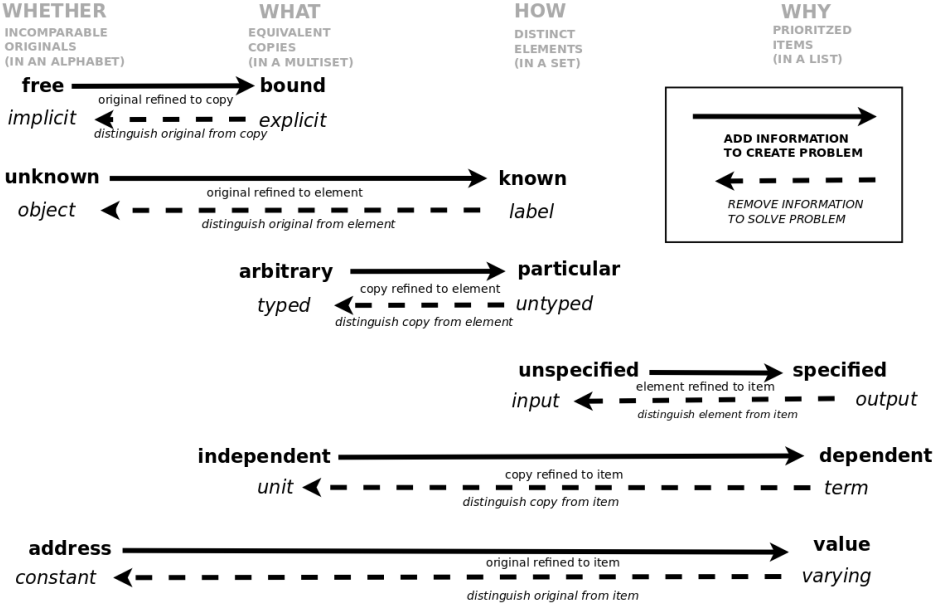 WHETHER
INCOMPARABLE
ORIGINALS
(IN AN ALPHABET)
WHAT
EQUIVALENT
COPIES
(IN A MULTISET)
HOW
DISTINCT
ELEMENTS
(IN A SET)
WHY
PRIORITZED
ITEMS
(IN A LIST)
free
bound
original refined to copy
implicit
explicit
distinguish original from copy
ADD INFORMATION
TO CREATE PROBLEM
REMOVE INFORMATION
TO SOLVE PROBLEM
unknown
known
original refined to element
object
label
distinguish original from element
arbitrary
particular
copy refined to element
typed
untyped
distinguish copy from element
unspecified
specified
element refined to item
input
output
distinguish element from item
independent
dependent
copy refined to item
unit
term
distinguish copy from item
address
value
original refined to item
constant
varying
distinguish original from item